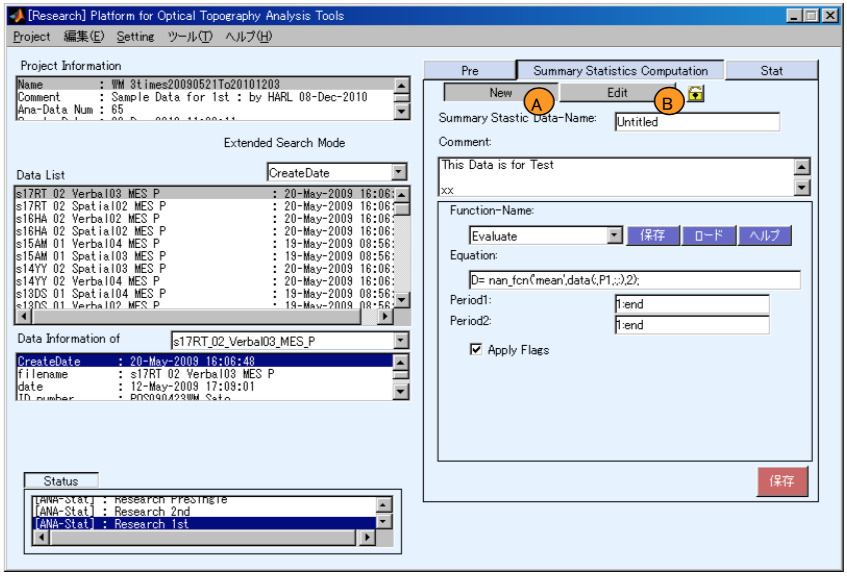 [Research] Platform for Optical Topography Analysis Tools
Project 編集(E) Setting ツール(T) ヘルプ(H)
Project Information
Name : WM 3times20090521To20101203
Comment : Sample Data for 1st : by HARL 08-Dec-2010
Ana-Data Num : 65
Extended Search Mode
Data List
CreateDate
s17RT 02 Verbal03 MES P : 20-May-2009 16:06:
s17RT 02 Spatial02 MES P : 20-May-2009 16:06:
s16HA 02 Verbal02 MES P : 20-May-2009 16:06:
s16HA 02 Spatial02 MES P : 20-May-2009 16:06:
s15AM 01 Verbal04 MES P : 19-May-2009 08:56:
s15AM 01 Spatial03 MES P : 19-May-2009 08:56:
s14YY 02 Spatial03 MES P : 20-May-2009 16:06:
s14YY 02 Verbal04 MES P : 20-May-2009 16:06:
s13DS 01 Spatial04 MES P : 19-May-2009 08:56:
s13DS 01 Verbal02 MES P : 19-May-2009 08:56:
Data Information of
s17RT_02_Verbal03_MES_P
CreateDate : 20-May-2009 16:06:48
filename : s17RT 02 Verbal03 MES P
date : 12-May-2009 17:09:01
ID number : POS090423WM Sato
Status
[ANA-Stat] : Research PreSingle
[ANA-Stat] : Research 2nd
[ANA-Stat] : Research 1st
Pre
Summary Statistics Computation
Stat
New
A
Edit
B
Summary Stastic Data-Name:
Untitled
Comment:
This Data is for Test
xx
Function-Name:
Evaluate
保存
ロード
ヘルプ
Equation:
D= nan_fcn('mean',data(:,P1,:,:),2);
Period1:
1:end
Period2:
1:end
Apply Flags
保存